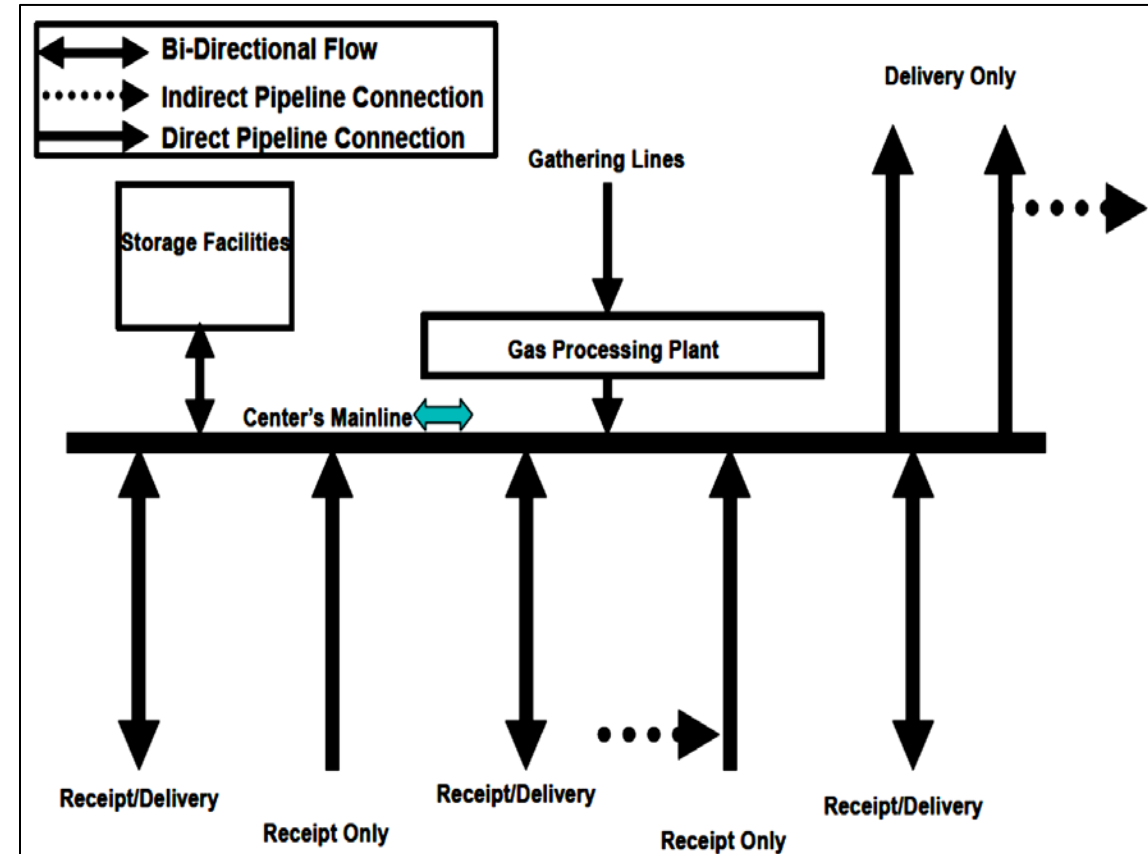 Bi-Directional Flow
Indirect Pipeline Connection
Direct Pipeline Connection
Delivery Only
Gathering Lines
Storage Facilities
Gas Processing Plant
Center's Mainline
Receipt/Delivery
Receipt Only
Receipt/Delivery
Receipt Only
Receipt/Delivery